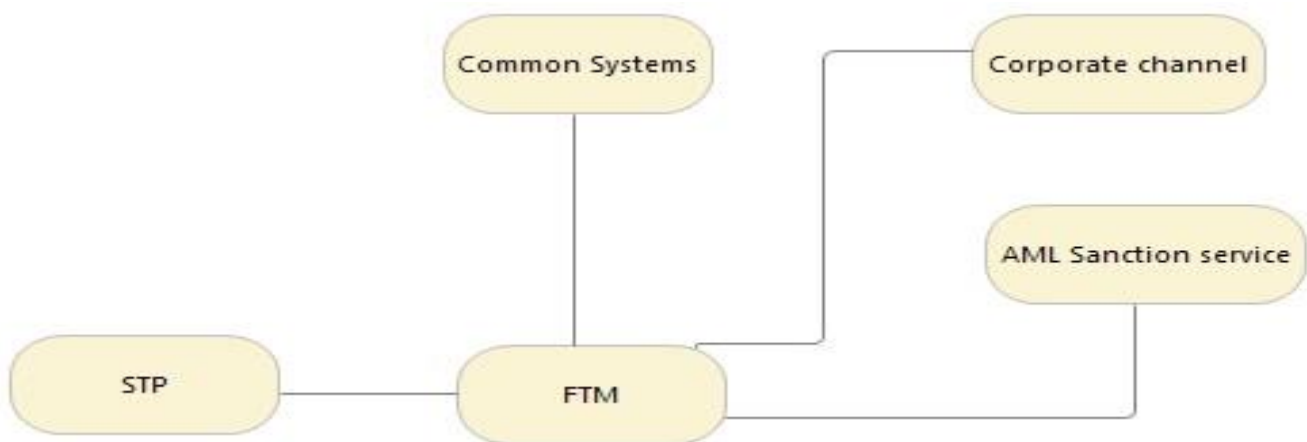 Common Systems
Corporate channel
AML Sanction service
STP
FTM